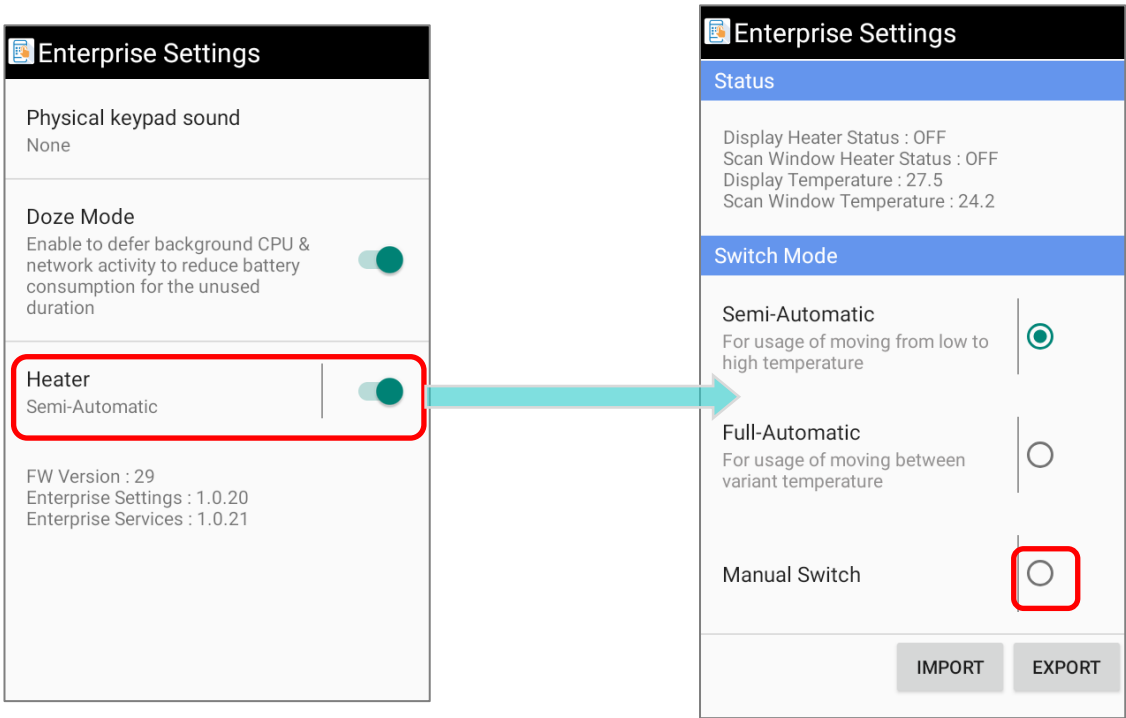 Enterprise Settings
Physical keypad sound
None
Doze Mode
Enable to defer background CPU &
network activity to reduce battery
consumption for the unused
duration
Heater
Semi-Automatic
FW Version : 29
Enterprise Settings : 1.0.20
Enterprise Services : 1.0.21
Enterprise Settings
Status
Display Heater Status : OFF
Scan Window Heater Status : OFF
Display Temperature : 27.5
Scan Window Temperature : 24.2
Switch Mode
Semi-Automatic
For usage of moving from low to
high temperature
Full-Automatic
For usage of moving between
variant temperature
Manual Switch
IMPORT
EXPORT